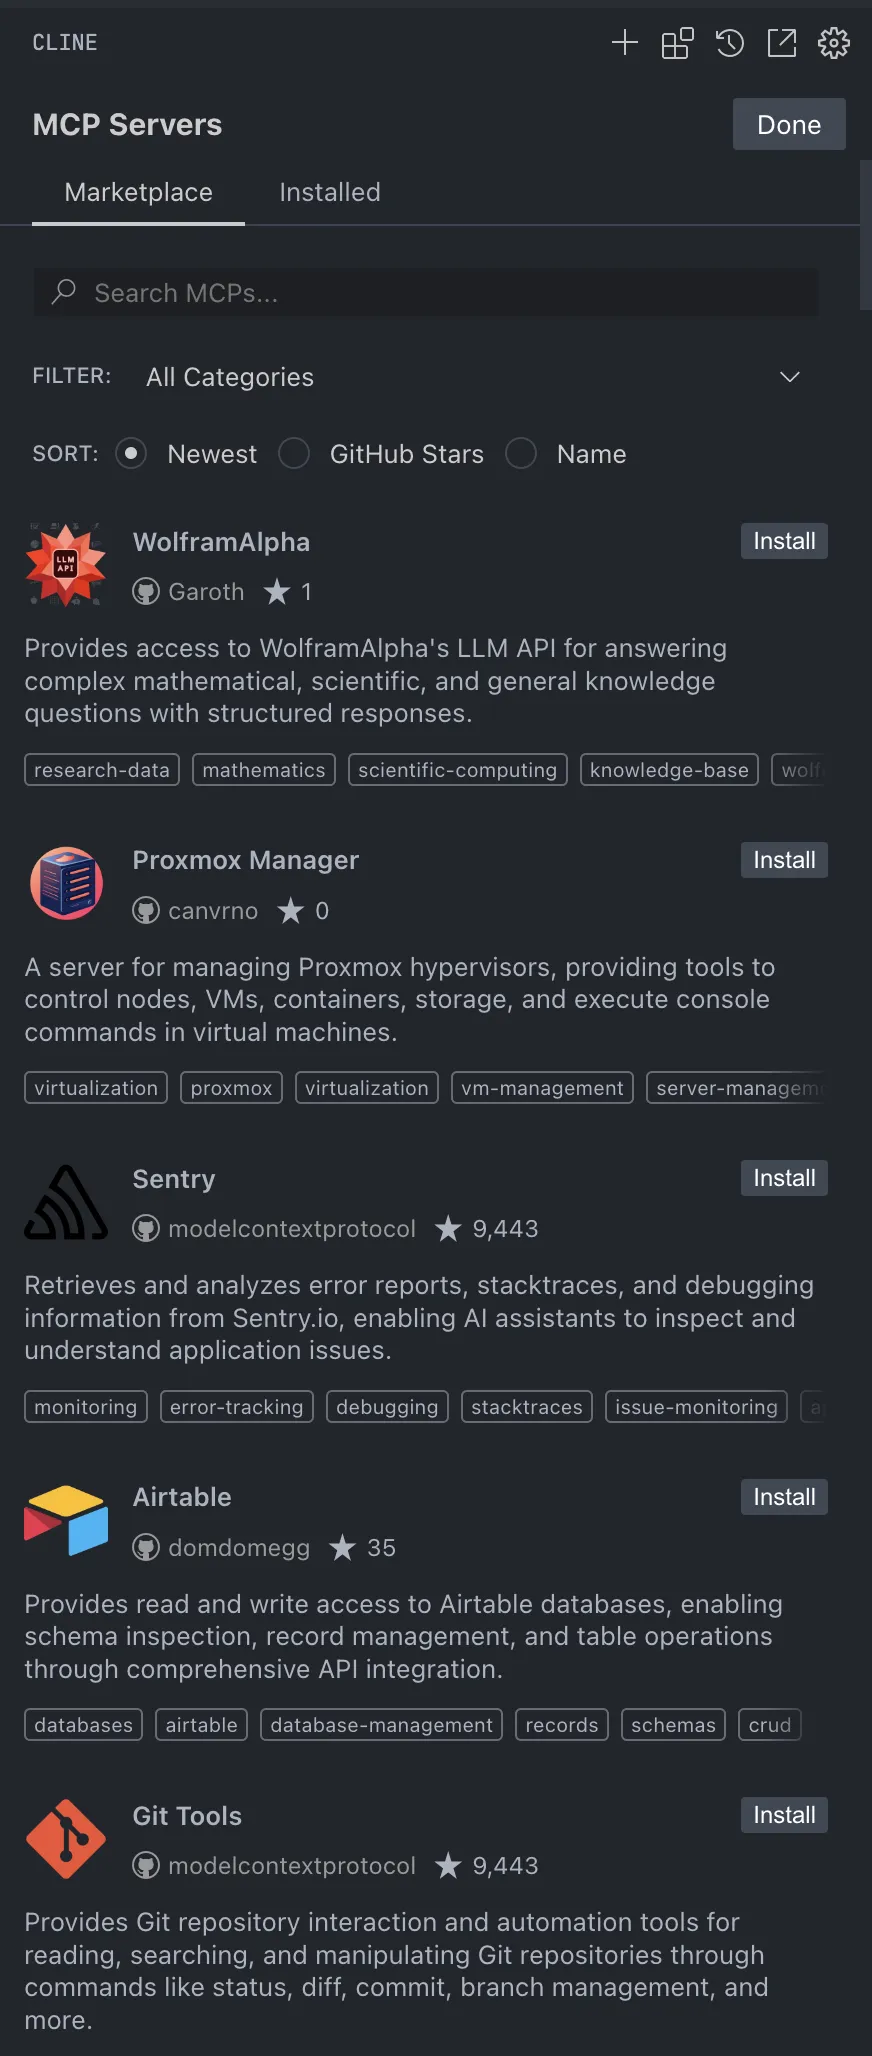 CLINE
MCP Servers
Done
Marketplace
Installed
Search MCPs...
FILTER: All Categories
SORT: Newest GitHub Stars Name
LLM
API
WolframAlpha
Install
Garoth ★ 1
Provides access to WolframAlpha's LLM API for answering
complex mathematical, scientific, and general knowledge
questions with structured responses.
research-data mathematics scientific-computing knowledge-base
Proxmox Manager
Install
canvrno ★ 0
A server for managing Proxmox hypervisors, providing tools to
control nodes, VMs, containers, storage, and execute console
commands in virtual machines.
virtualization proxmox virtualization vm-management server-managem
Sentry
Install
modelcontextprotocol ★ 9,443
Retrieves and analyzes error reports, stacktraces, and debugging
information from Sentry.io, enabling AI assistants to inspect and
understand application issues.
monitoring error-tracking debugging stacktraces issue-monitoring
Airtable
Install
domdomegg ★ 35
Provides read and write access to Airtable databases, enabling
schema inspection, record management, and table operations
through comprehensive API integration.
databases airtable database-management records schemas crud
Git Tools
Install
modelcontextprotocol ★ 9,443
Provides Git repository interaction and automation tools for
reading, searching, and manipulating Git repositories through
commands like status, diff, commit, branch management, and
more.